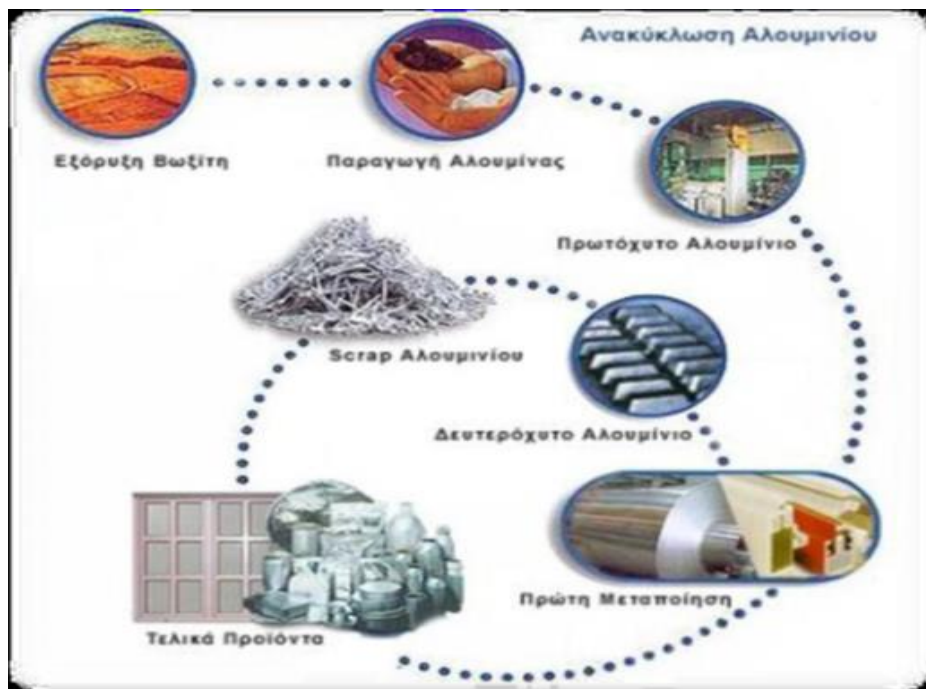 Ανακύκλωση Αλουμινίου
Εξόρυξη Βωξίτη
Παραγωγή Αλουμίνας
Πρωτόχυτο Αλουμίνιο
Scrap Αλουμινίου
Δευτερόχυτο Αλουμίνιο
Πρώτη Μεταποίηση
Τελικά Προϊόντα